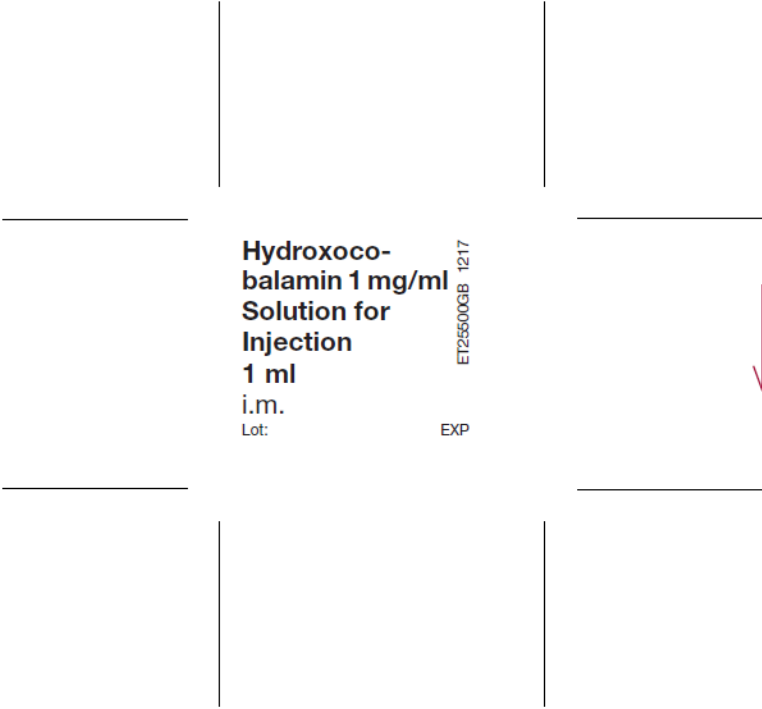 Hydroxoco-
balamin 1 mg/ml
Solution for
Injection
1 ml
i.m.
Lot: EXP
ET25500GB 1217